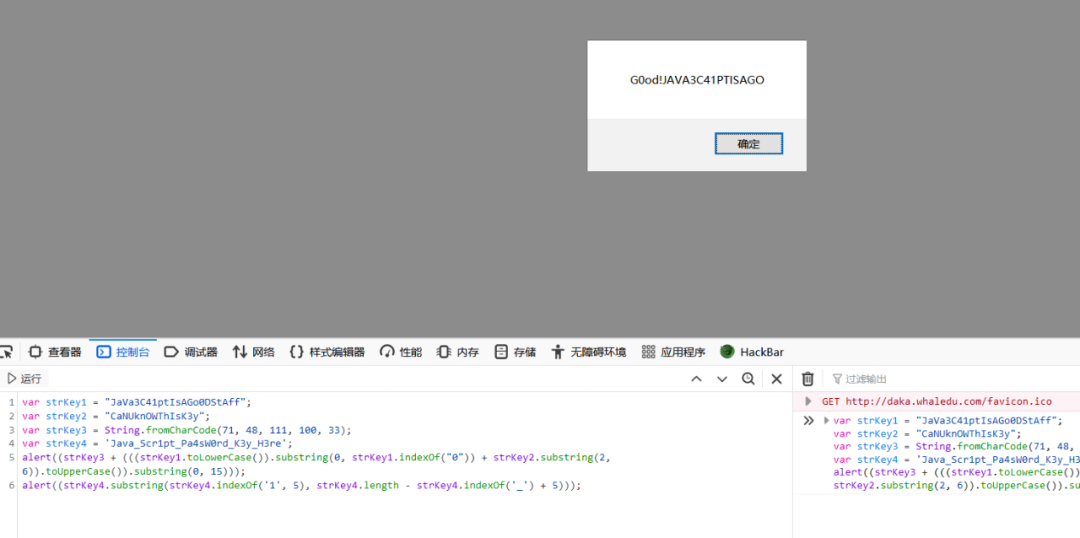 G0od!JAVA3C41PTISAGO
确定
查看器 控制台 调试器 网络 样式编辑器 性能 内存 存储 无障碍环境 应用程序 HackBar
运行
过滤输出
1 var strKey1 = "JaVa3C41ptIsAGo0DStAff";
2 var strKey2 = "CaNUknOWThIsK3y";
3 var strKey3 = String.fromCharCode(71, 48, 111, 100, 33);
4 var strKey4 = 'Java_Scr1pt_Pa4sW0rd_K3y_H3re';
5 alert((strKey3 + (((strKey1.toLowerCase()).substring(0, strKey1.indexOf("0")) + strKey2.substring(2,
6)).toUpperCase()).substring(0, 15)));
6 alert((strKey4.substring(strKey4.indexOf('1', 5), strKey4.length - strKey4.indexOf('_') + 5)));
GET http://daka.whaledu.com/favicon.ico
var strKey1 = "JaVa3C41ptIsAGo0DStAff";
var strKey2 = "CaNUknOWThIsK3y";
var strKey3 = String.fromCharCode(71, 48,
var strKey4 = 'Java_Scr1pt_Pa4sW0rd_K3y_H3
alert((strKey3 + (((strKey1.toLowerCase())
strKey2.substring(2, 6)).toUpperCase()).su